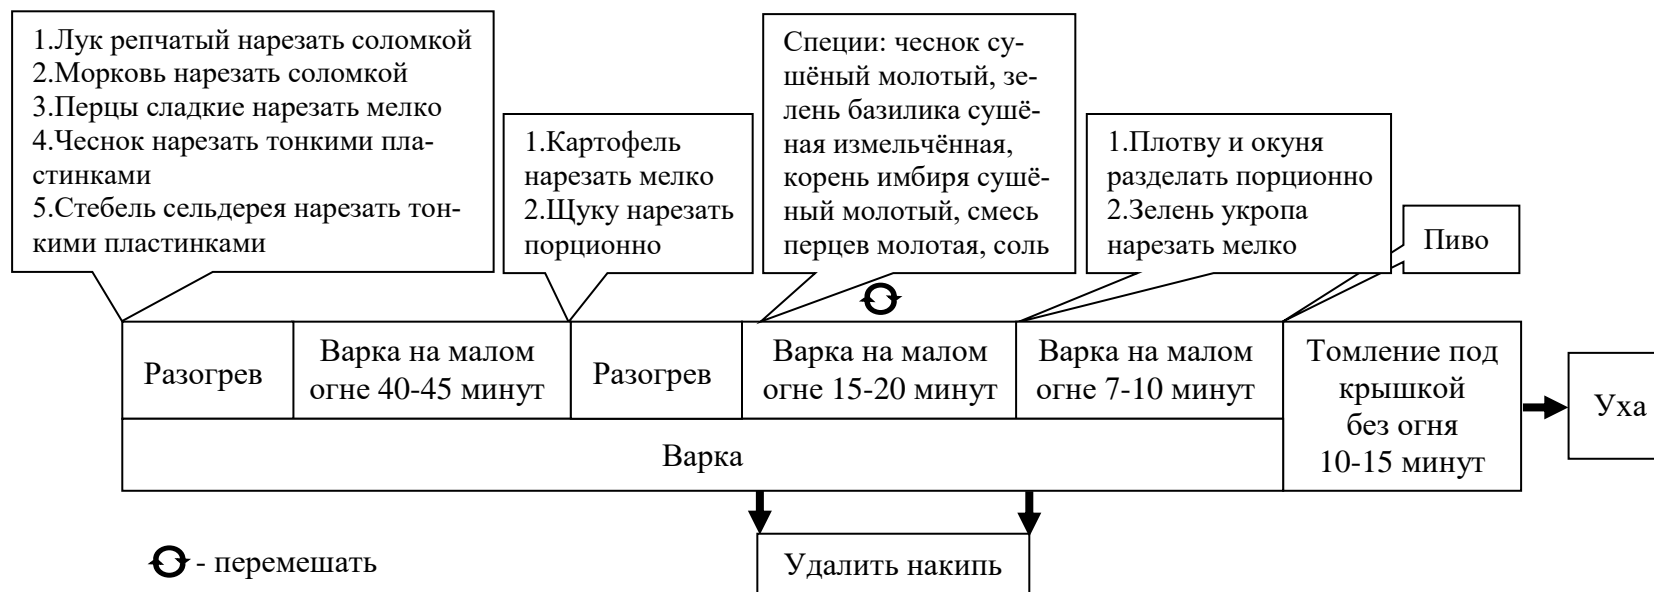 1.Лук репчатый нарезать соломкой
2.Морковь нарезать соломкой
3.Перцы сладкие нарезать мелко
4.Чеснок нарезать тонкими пла-
стинками
5.Стебель сельдерея нарезать тон-
кими пластинками
1.Картофель
нарезать мелко
2.Щуку нарезать
порционно
Специи: чеснок су-
шёный молотый, зе-
лень базилика сушё-
ная измельчённая,
корень имбиря сушё-
ный молотый, смесь
перцев молотая, соль
1.Плотву и окуня
разделать порционно
2.Зелень укропа
нарезать мелко
Пиво
Разогрев
Варка на малом
огне 40-45 минут
Разогрев
Варка на малом
огне 15-20 минут
Варка на малом
огне 7-10 минут
Томление под
крышкой
без огня
10-15 минут
Уха
Варка
Удалить накипь
- перемешать